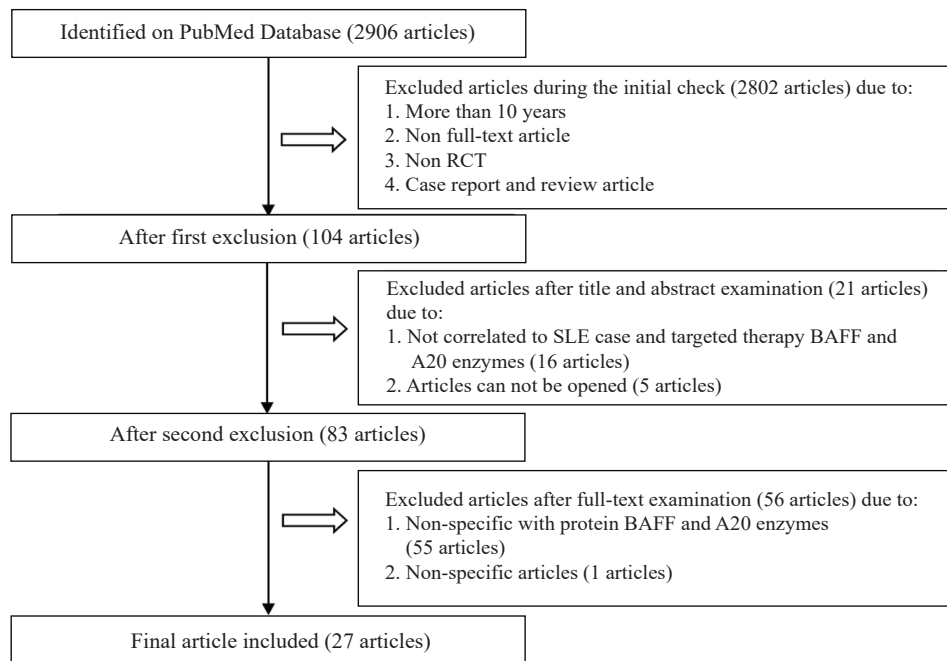 Identified on PubMed Database (2906 articles)
Excluded articles during the initial check (2802 articles) due to:
1. More than 10 years
2. Non full-text article
3. Non RCT
4. Case report and review article
After first exclusion (104 articles)
Excluded articles after title and abstract examination (21 articles)
due to:
1. Not correlated to SLE case and targeted therapy BAFF and
A20 enzymes (16 articles)
2. Articles can not be opened (5 articles)
After second exclusion (83 articles)
Excluded articles after full-text examination (56 articles) due to:
1. Non-specific with protein BAFF and A20 enzymes
(55 articles)
2. Non-specific articles (1 articles)
Final article included (27 articles)